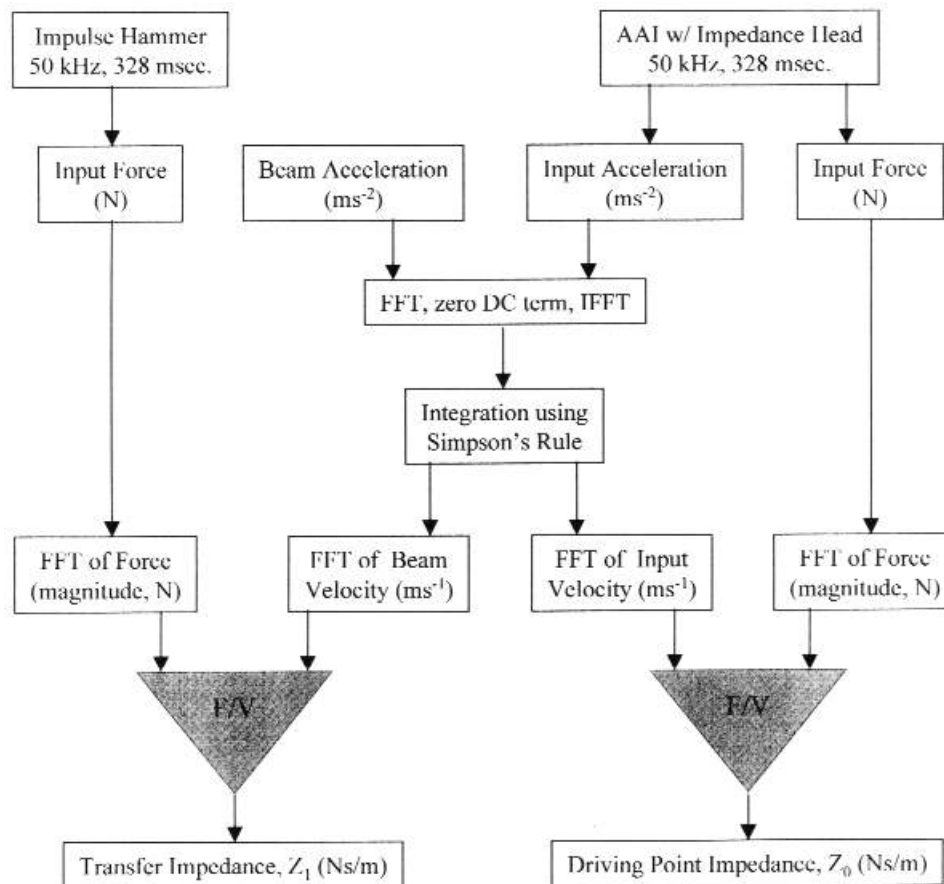 Impulse Hammer
50 kHz, 328 msec.
AAI w/ Impedance Head
50 kHz, 328 msec.
Input Force
(N)
Beam Acceleration
(ms⁻²)
Input Acceleration
(ms⁻²)
Input Force
(N)
FFT, zero DC term, IFFT
Integration using
Simpson's Rule
FFT of Force
(magnitude, N)
FFT of Beam
Velocity (ms⁻¹)
FFT of Input
Velocity (ms⁻¹)
FFT of Force
(magnitude, N)
F/V
F/V
Transfer Impedance, Z₁ (Ns/m)
Driving Point Impedance, Z₀ (Ns/m)